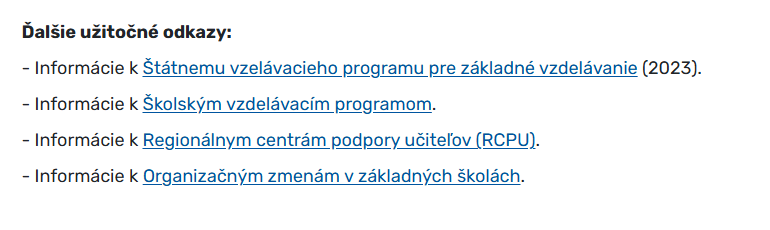 Ďalšie užitočné odkazy:
- Informácie k Štátnemu vzelávacieho programu pre základné vzdelávanie (2023).
- Informácie k Školským vzdelávacím programom.
- Informácie k Regionálnym centrám podpory učiteľov (RCPU).
- Informácie k Organizačným zmenám v základných školách.